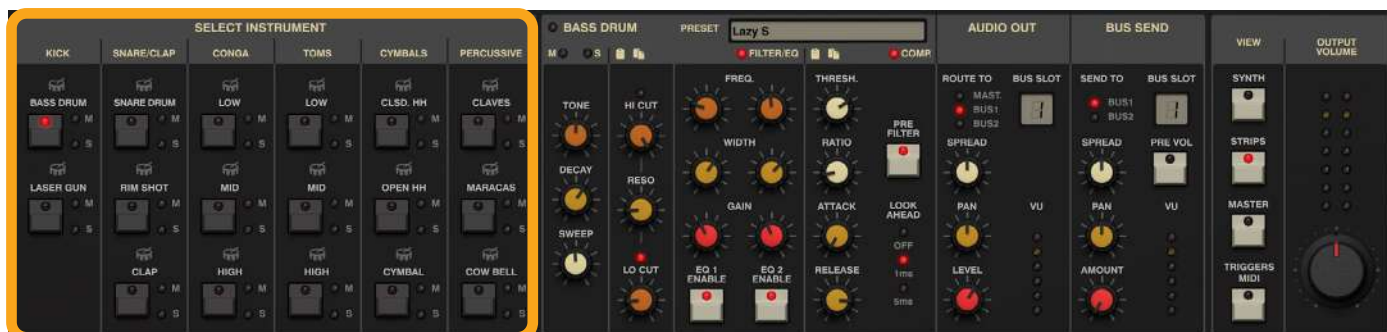 SELECT INSTRUMENT
KICK SNARE/CLAP CONGA TOMS CYMBALS PERCUSSIVE
BASS DRUM M S
SNARE DRUM M S
LOW M S
LOW M S
CLSD. HH M S
CLAVES M S
LASER GUN M S
RIM SHOT M S
MID M S
MID M S
OPEN HH M S
MARACAS M S
CLAP M S
HIGH M S
HIGH M S
CYMBAL M S
COW BELL M S
BASS DRUM
PRESET Lazy S
M S
FILTER/EQ
COMP.
TONE
DECAY
SWEEP
HI CUT
RESO
LO CUT
FREQ.
WIDTH
GAIN
EQ 1
ENABLE
EQ 2
ENABLE
THRESH.
RATIO
ATTACK
RELEASE
PRE
FILTER
LOOK
AHEAD
OFF
1ms
5ms
AUDIO OUT
ROUTE TO
MAST.
BUS1
BUS2
BUS SLOT
1
SPREAD
PAN
LEVEL
VU
BUS SEND
SEND TO
BUS1
BUS2
BUS SLOT
1
SPREAD
PRE VOL
PAN
AMOUNT
VU
VIEW
SYNTH
STRIPS
MASTER
TRIGGERS
MIDI
OUTPUT
VOLUME